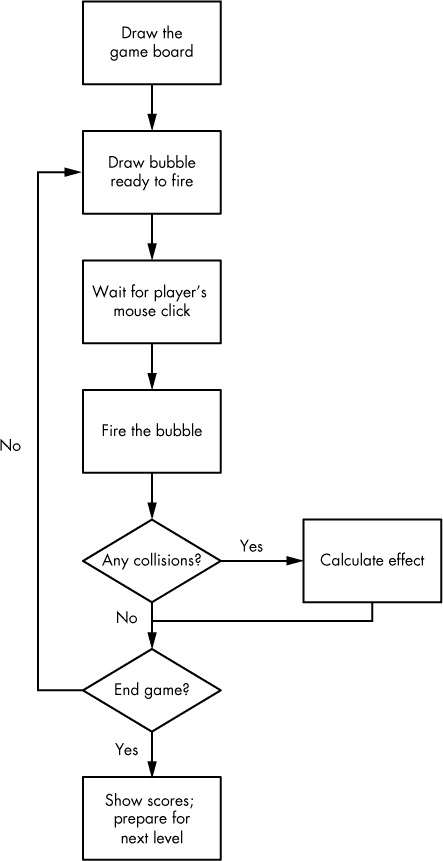 Draw the
game board
Draw bubble
ready to fire
Wait for player’s
mouse click
Fire the bubble
No
Any collisions?
Yes
Calculate effect
No
End game?
Yes
Show scores;
prepare for
next level